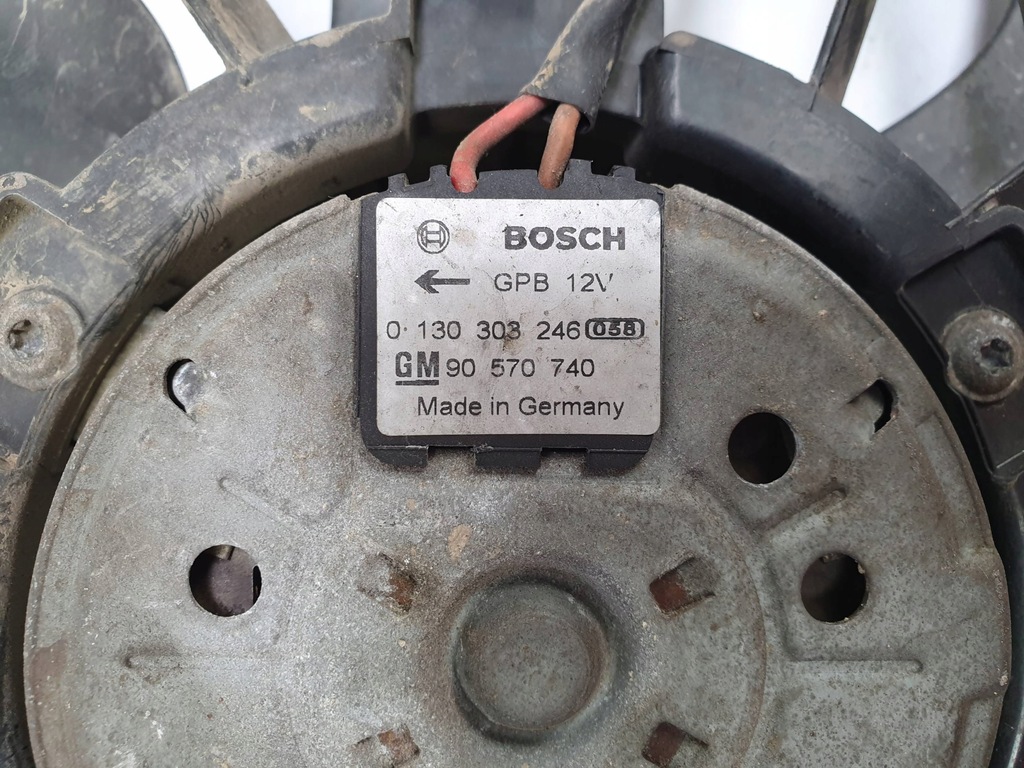 BOSCH
GPB 12V
0 130 303 246 058
GM 90 570 740
Made in Germany